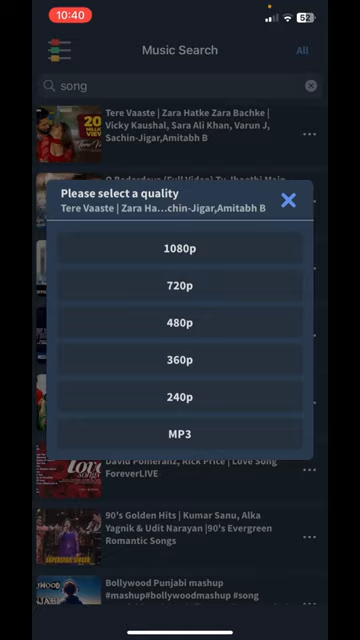 10:40
52
Music Search
All
song
Tere Vaaste | Zara Hatke Zara Bachke |
Vicky Kaushal, Sara Ali Khan, Varun J,
Sachin-Jigar,Amitabh B
Please select a quality
Tere Vaaste | Zara Ha...chin-Jigar,Amitabh B
1080p
720p
480p
360p
240p
MP3
David Pomeranz, Rick Price | Love Song
ForeverLIVE
90's Golden Hits | Kumar Sanu, Alka
Yagnik & Udit Narayan |90's Evergreen
Romantic Songs
Bollywood Punjabi mashup
#mashup#bollywoodmashup #song